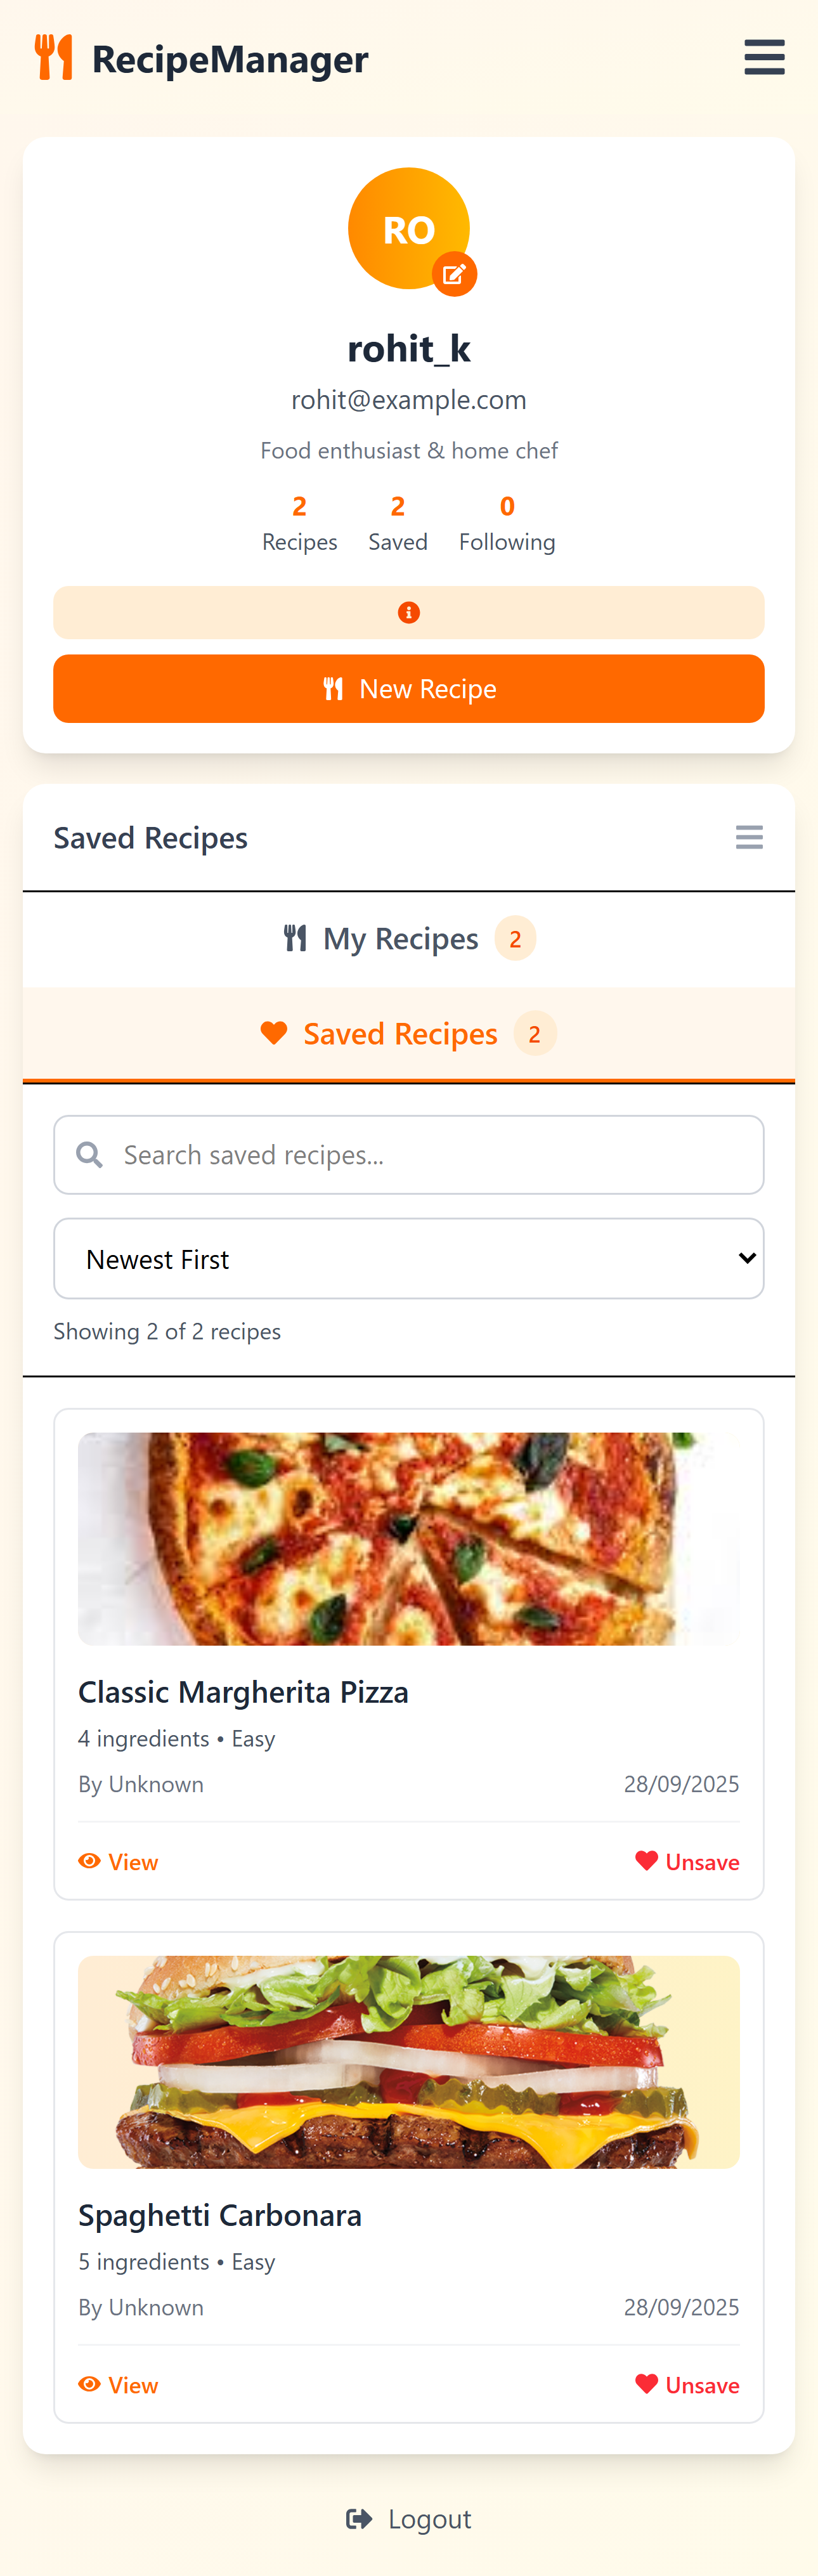 RecipeManager
RO
rohit_k
rohit@example.com
Food enthusiast & home chef
2 2 0
Recipes Saved Following
New Recipe
Saved Recipes
My Recipes 2
Saved Recipes 2
Search saved recipes...
Newest First
Showing 2 of 2 recipes
Classic Margherita Pizza
4 ingredients • Easy
By Unknown 28/09/2025
View Unsave
Spaghetti Carbonara
5 ingredients • Easy
By Unknown 28/09/2025
View Unsave
Logout